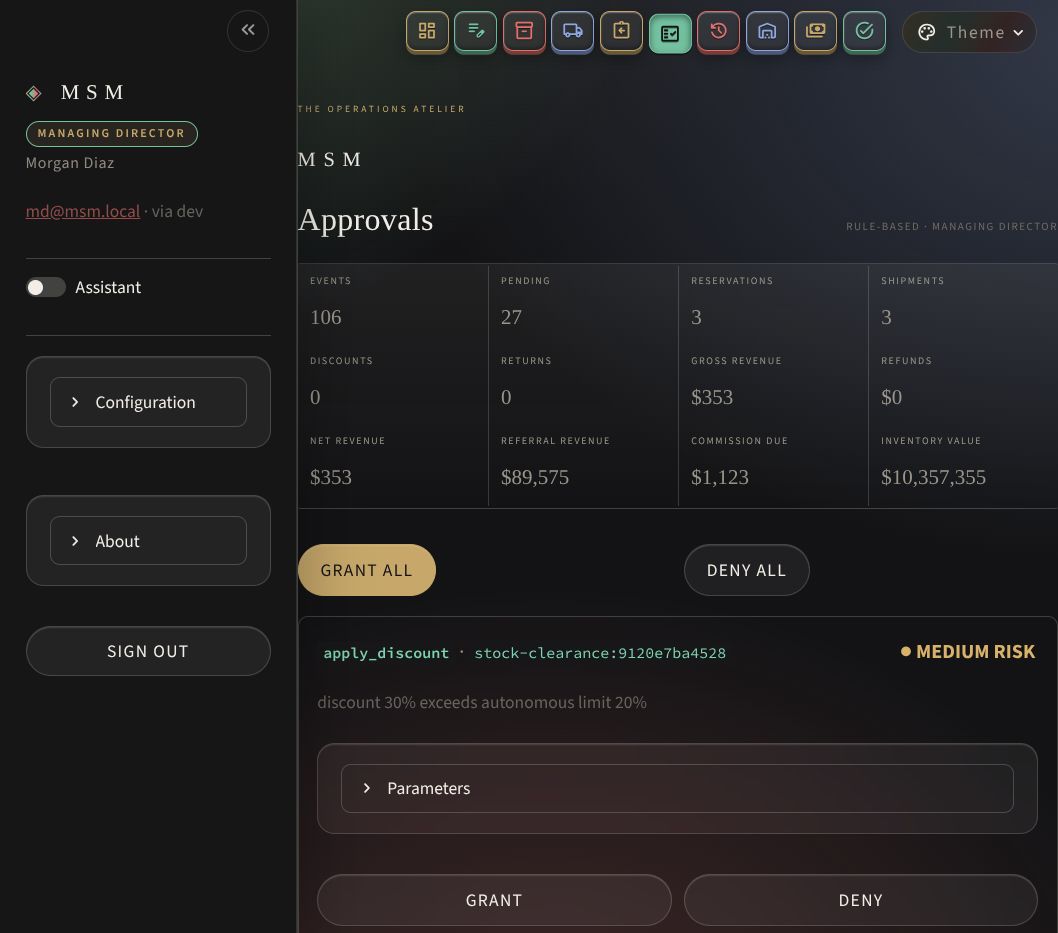 Theme
M S M
MANAGING DIRECTOR
Morgan Diaz
md@msm.local · via dev
Assistant
Configuration
About
SIGN OUT
THE OPERATIONS ATELIER
M S M
Approvals
RULE-BASED · MANAGING DIRECTOR
EVENTS PENDING RESERVATIONS SHIPMENTS
106 27 3 3
DISCOUNTS RETURNS GROSS REVENUE REFUNDS
0 0 $353 $0
NET REVENUE REFERRAL REVENUE COMMISSION DUE INVENTORY VALUE
$353 $89,575 $1,123 $10,357,355
GRANT ALL DENY ALL
apply_discount · stock-clearance:9120e7ba4528 MEDIUM RISK
discount 30% exceeds autonomous limit 20%
Parameters
GRANT DENY